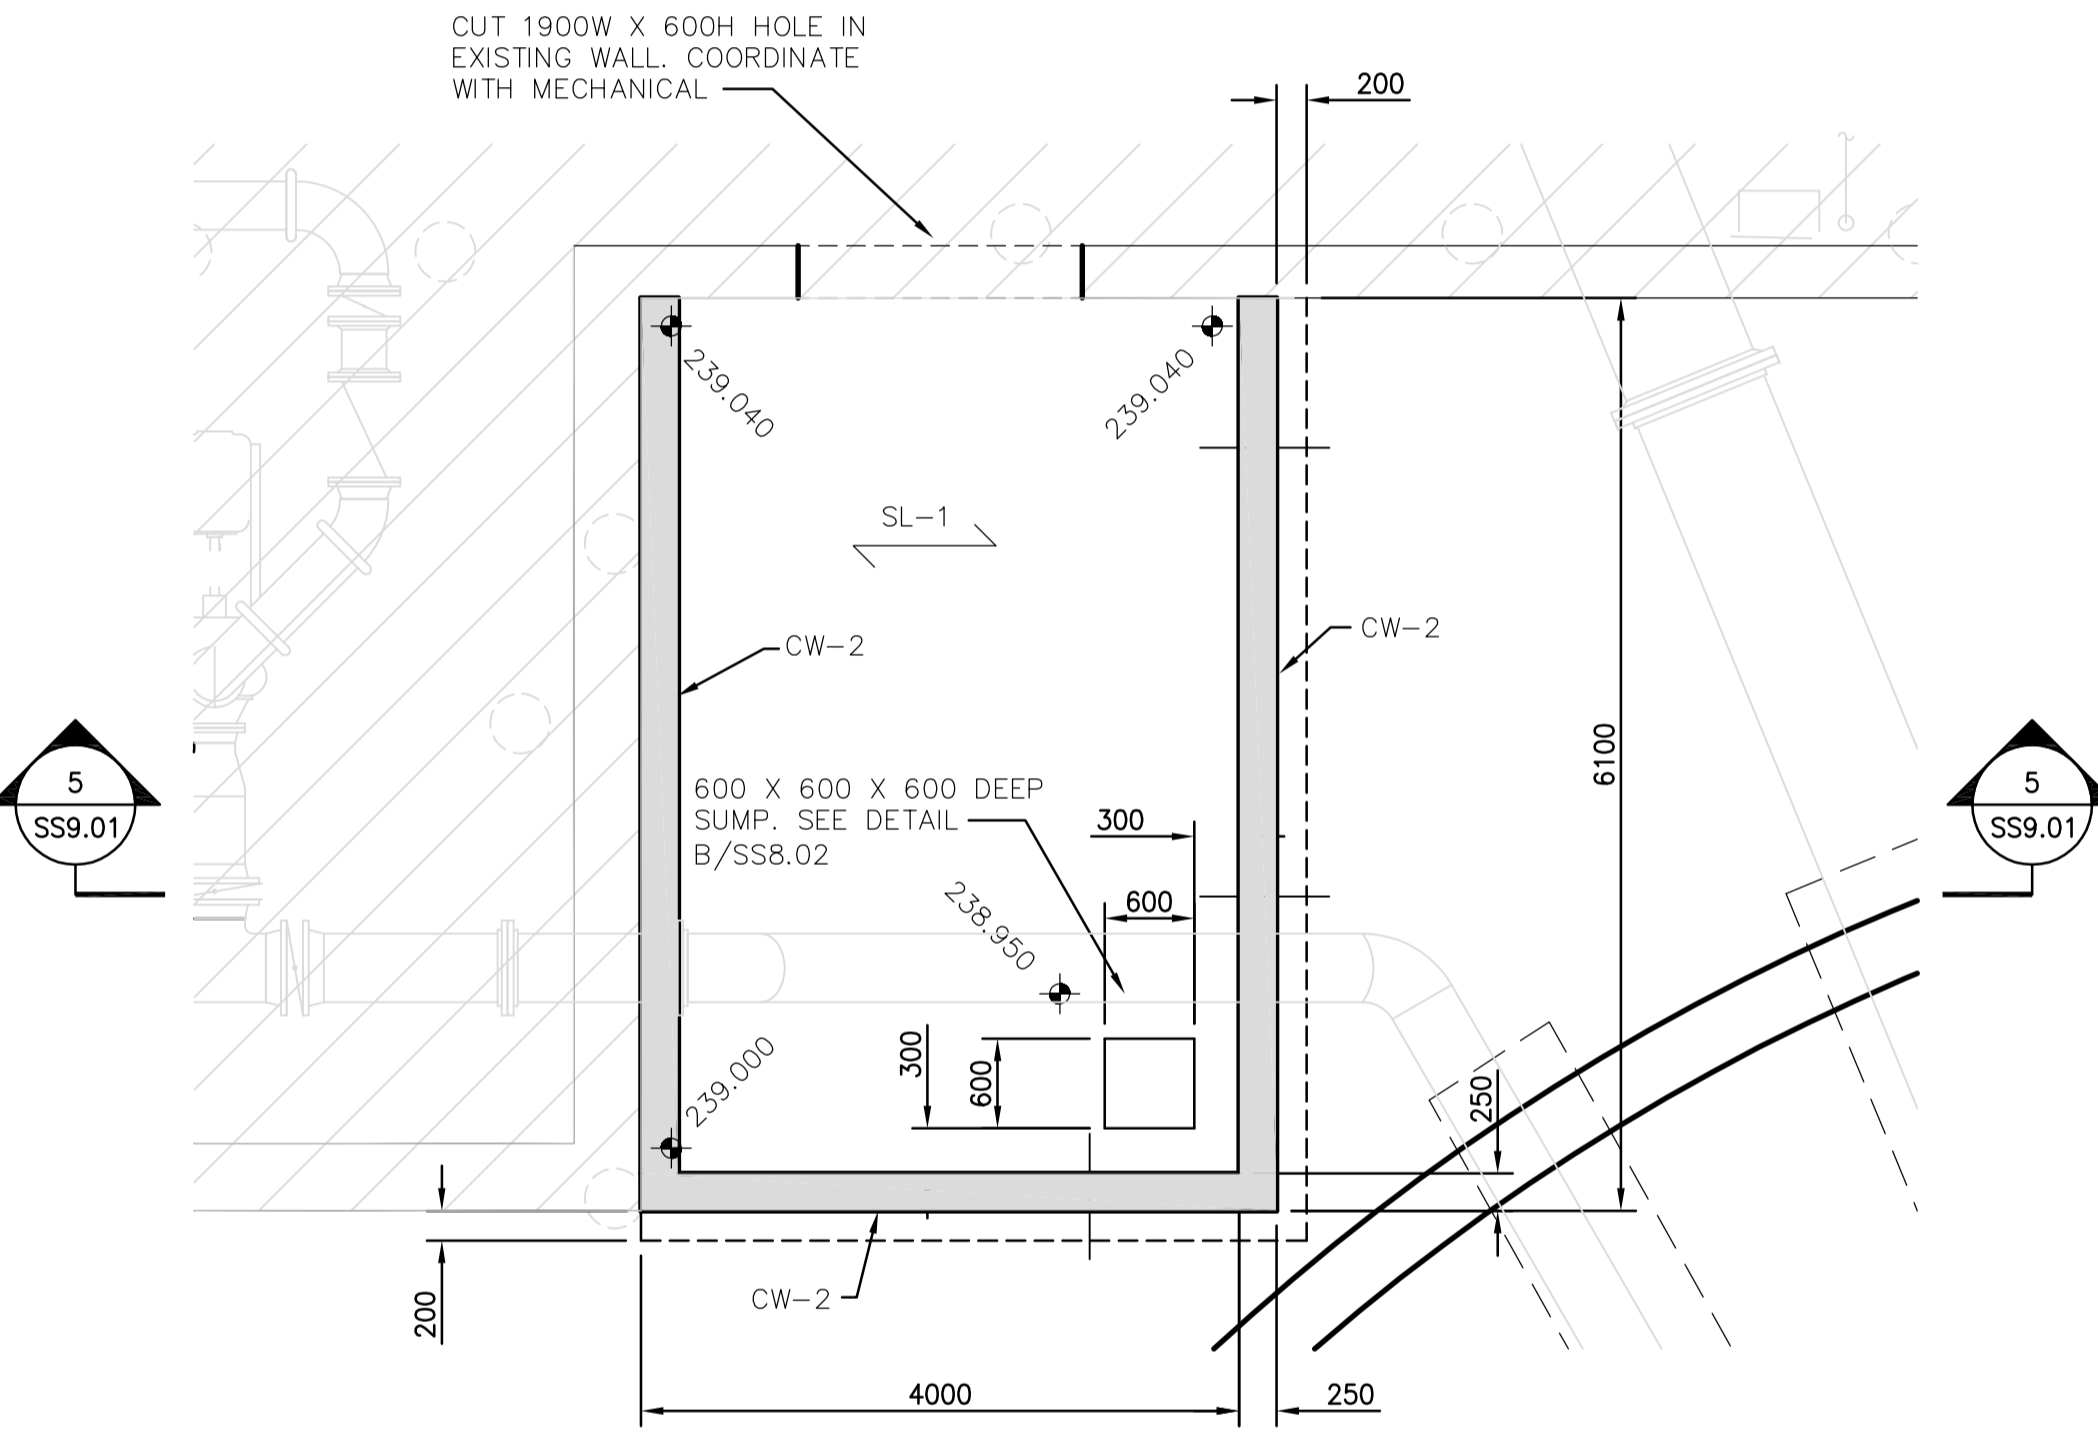 CUT 1900W X 600H HOLE IN
EXISTING WALL. COORDINATE
WITH MECHANICAL
200
239.040
239.040
SL-1
CW-2
CW-2
5
SS9.01
6100
5
SS9.01
600 X 600 X 600 DEEP
SUMP. SEE DETAIL
B/SS8.02
300
600
238.950
300
600
239.000
250
200
CW-2
4000
250